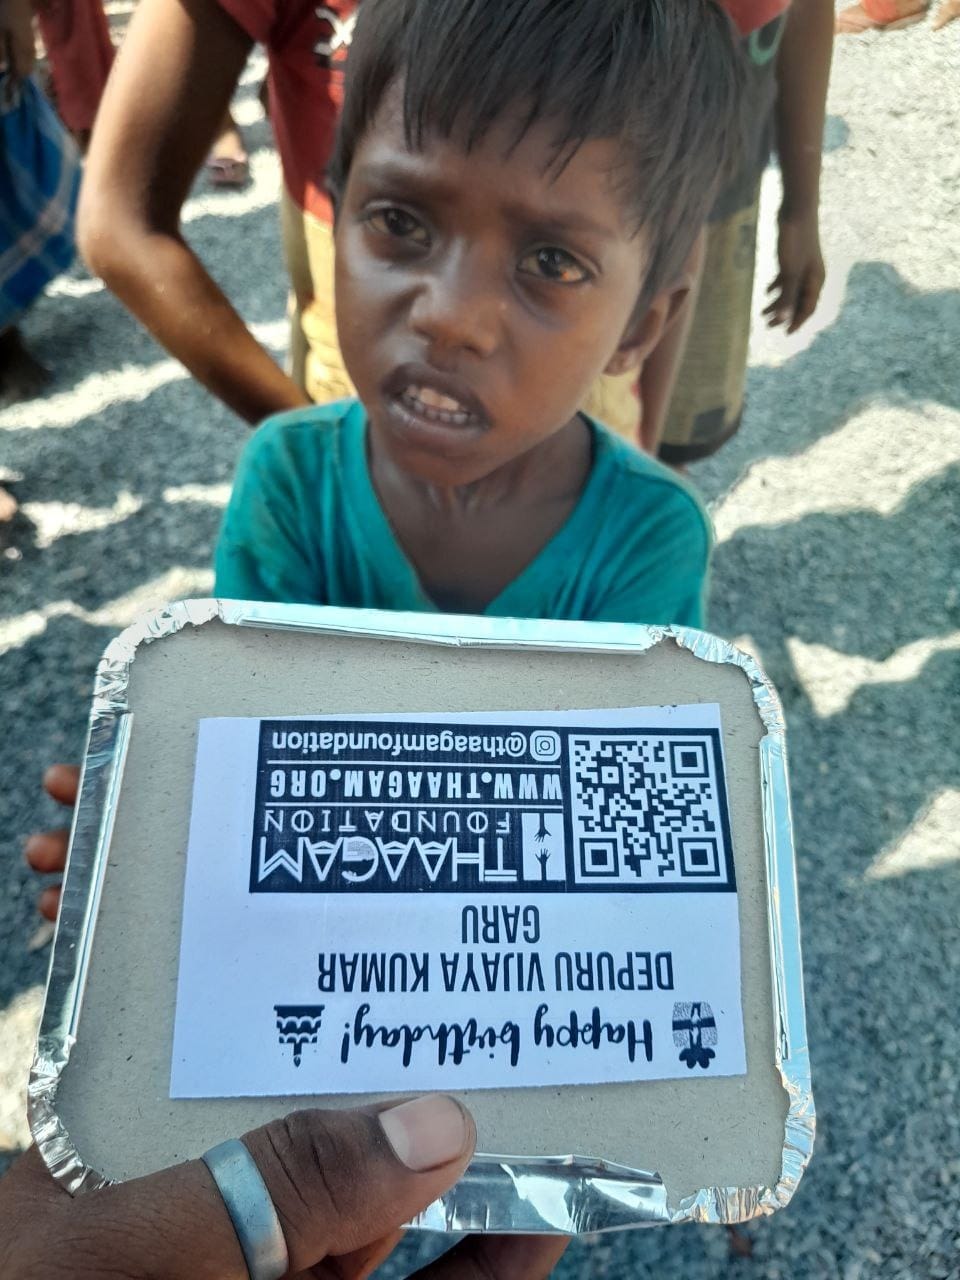 Happy birthday!
DEPURU VIJAYA KUMAR
GARU
THAAGAM
FOUNDATION
WWW.THAAGAM.ORG
@thaagamfoundation